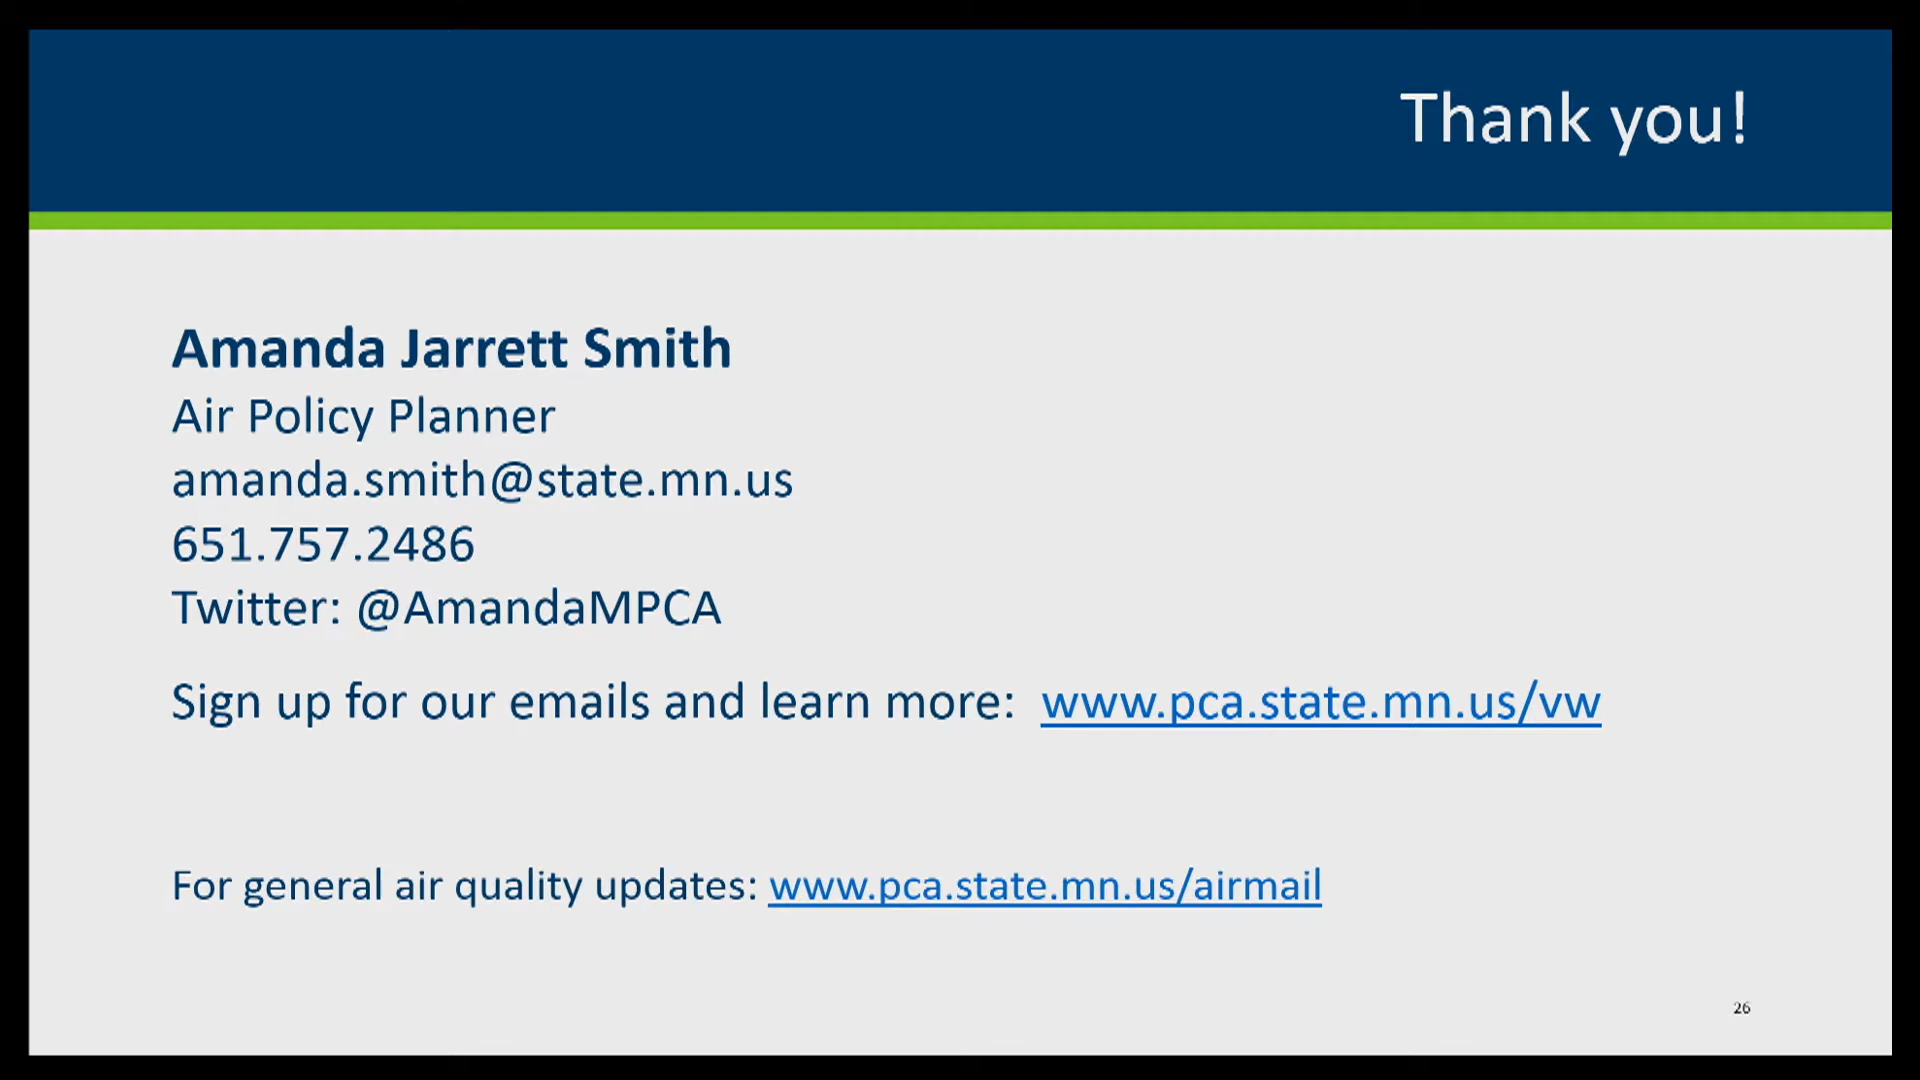 Thank you!
Amanda Jarrett Smith
Air Policy Planner
amanda.smith@state.mn.us
651.757.2486
Twitter: @AmandaMPCA
Sign up for our emails and learn more: www.pca.state.mn.us/vw
For general air quality updates: www.pca.state.mn.us/airmail
26